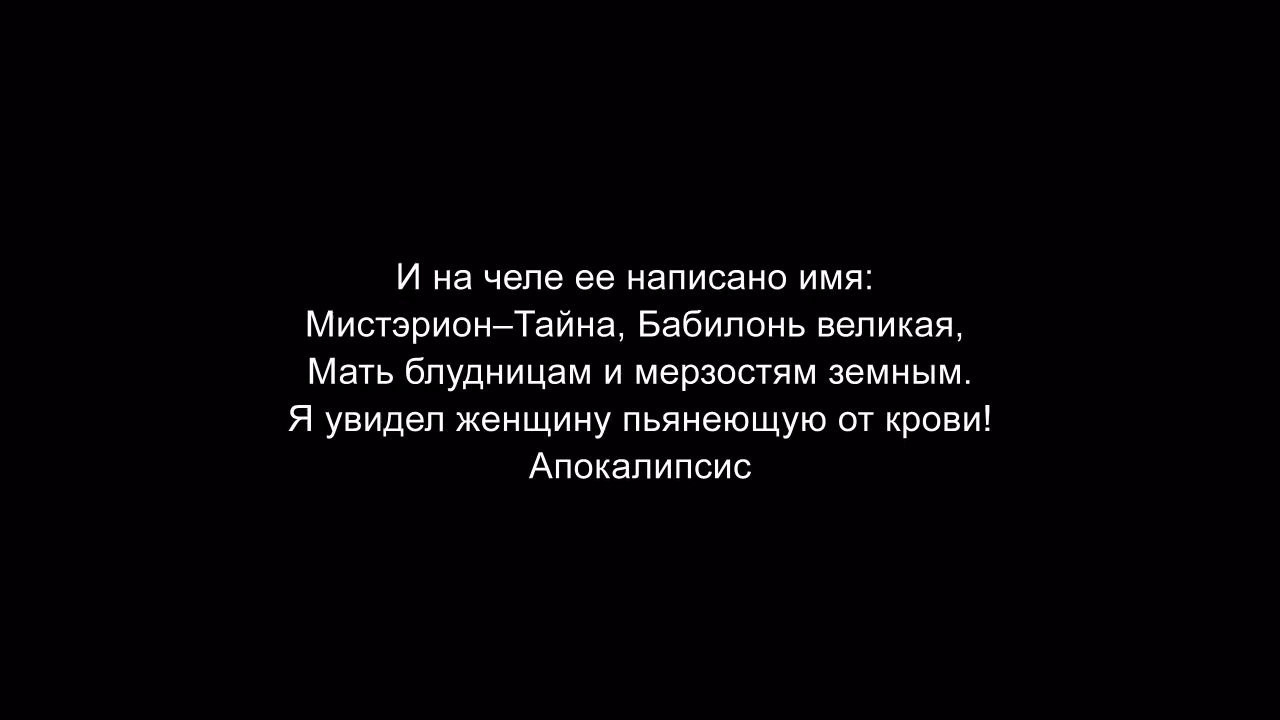 И на челе ее написано имя:
Мистэрион–Тайна, Бабилонь великая,
Мать блудницам и мерзостям земным.
Я увидел женщину пьянеющую от крови!
Апокалипсис